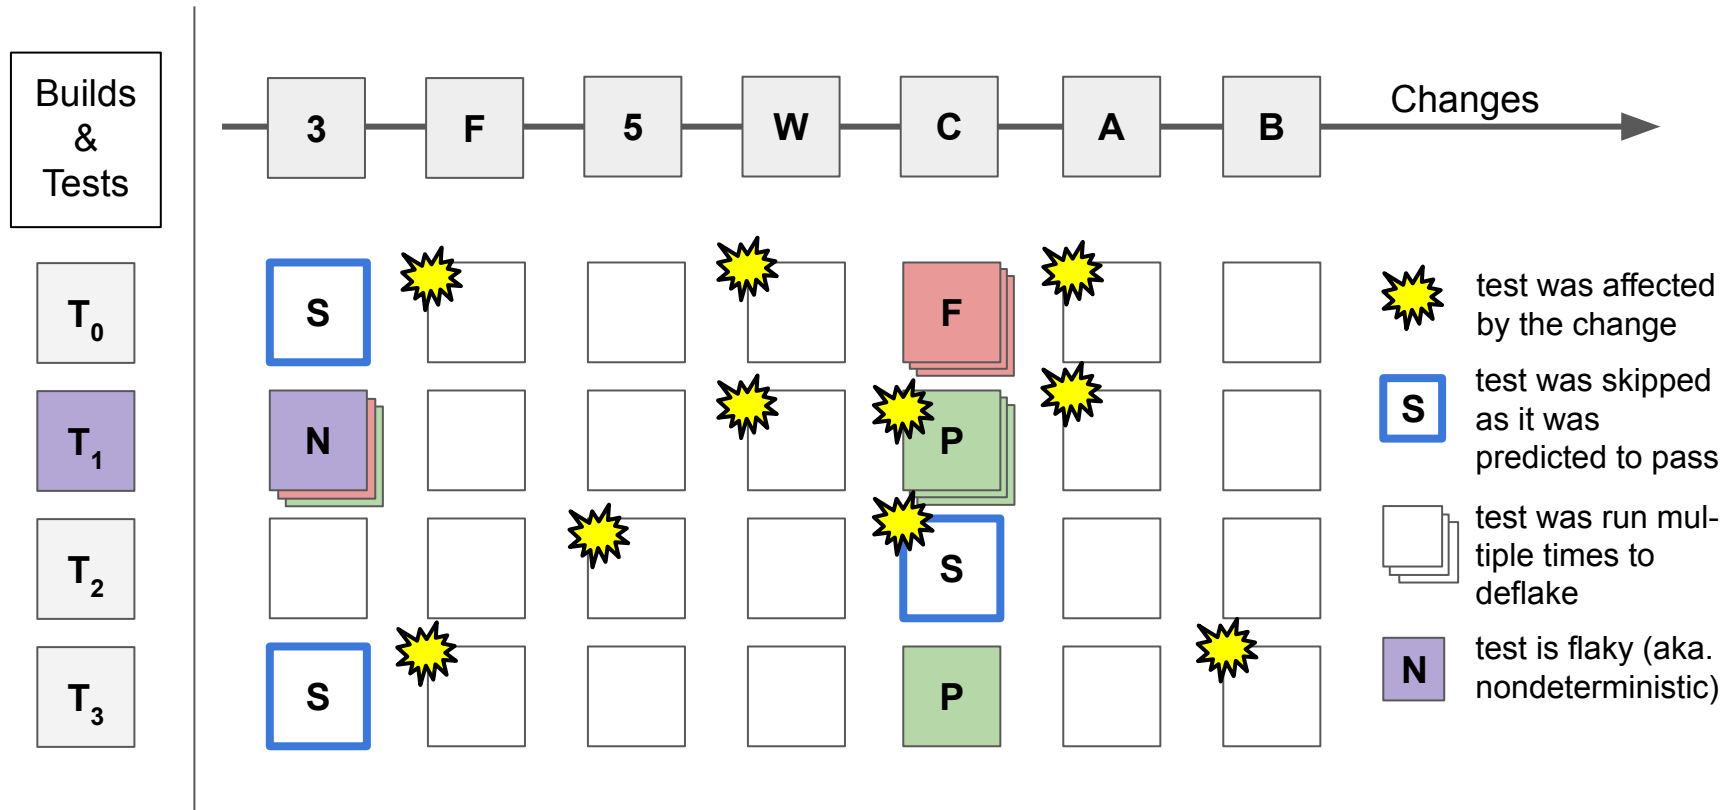 Builds
&
Tests
3 F 5 W C A B
Changes
T0 S F
T1 N P
T2 S
T3 S P
test was affected
by the change
S
test was skipped
as it was
predicted to pass
test was run mul-
tiple times to
deflake
N
test is flaky (aka.
nondeterministic)